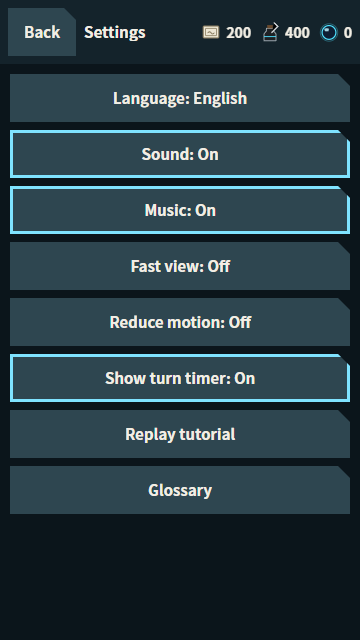 Back Settings 200 400 0
Language: English
Sound: On
Music: On
Fast view: Off
Reduce motion: Off
Show turn timer: On
Replay tutorial
Glossary